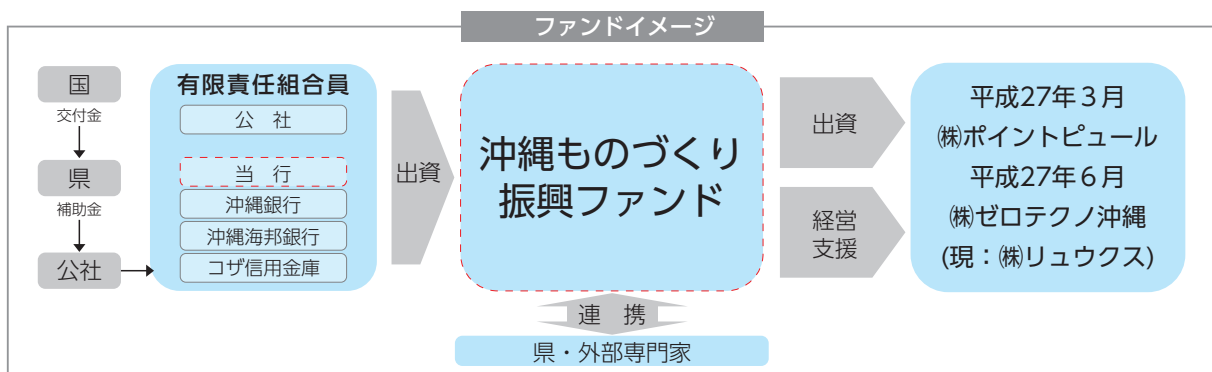 ファンドイメージ
国
交付金
県
補助金
公社
有限責任組合員
公　社
当　行
沖縄銀行
沖縄海邦銀行
コザ信用金庫
出資
沖縄ものづくり
振興ファンド
連　携
県・外部専門家
出資
経営
支援
平成27年３月
㈱ポイントピュール
平成27年６月
㈱ゼロテクノ沖縄
(現：㈱リュウクス)